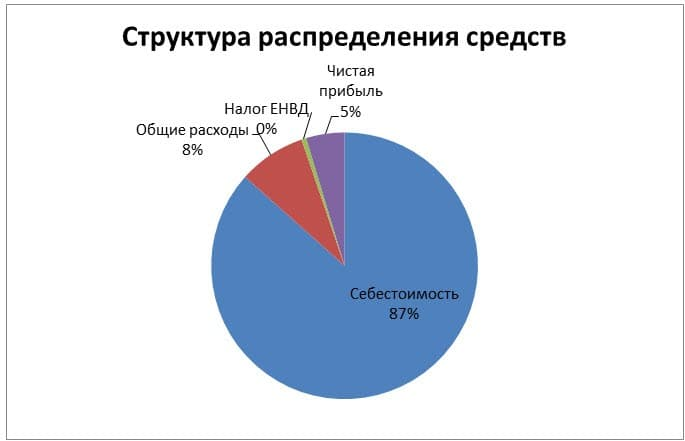 Структура распределения средств
Чистая
прибыль
5%
Налог ЕНВД
0%
Общие расходы
8%
Себестоимость
87%